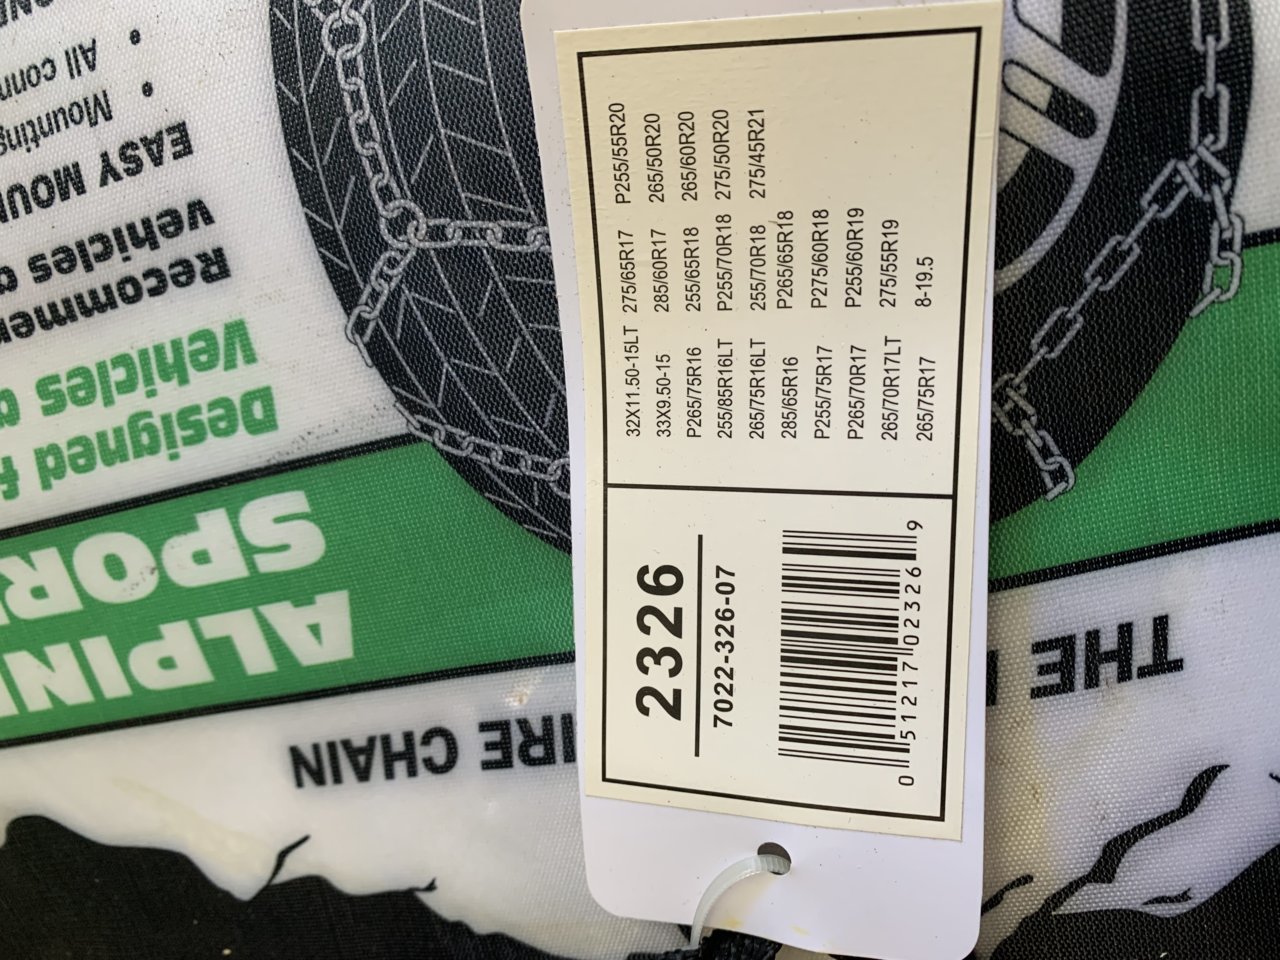 2326
7022-326-07
0 51217 02326 9
32X11.50-15LT 275/65R17 P255/55R20
33X9.50-15 285/60R17 265/50R20
P265/75R16 255/65R18 265/60R20
255/85R16LT P255/70R18 275/50R20
265/75R16LT 255/70R18 275/45R21
285/65R16 P265/65R18
P255/75R17 P275/60R18
P265/70R17 P255/60R19
265/70R17LT 275/55R19
265/75R17 8-19.5
THE
CHAIN
ALPIN
SPOR
Designed
vehicles
Recommen
vehicles
EASY MOUN
• Mounting
• All conn